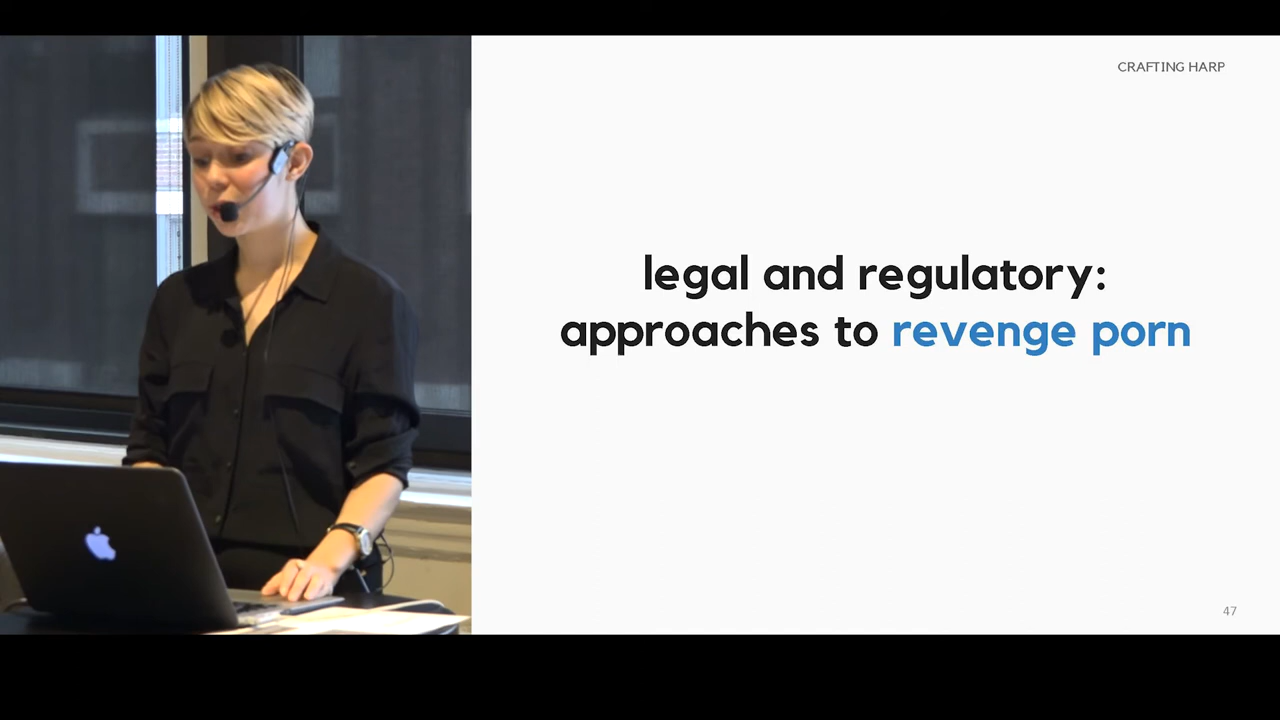 CRAFTING HARP
legal and regulatory:
approaches to revenge porn
47